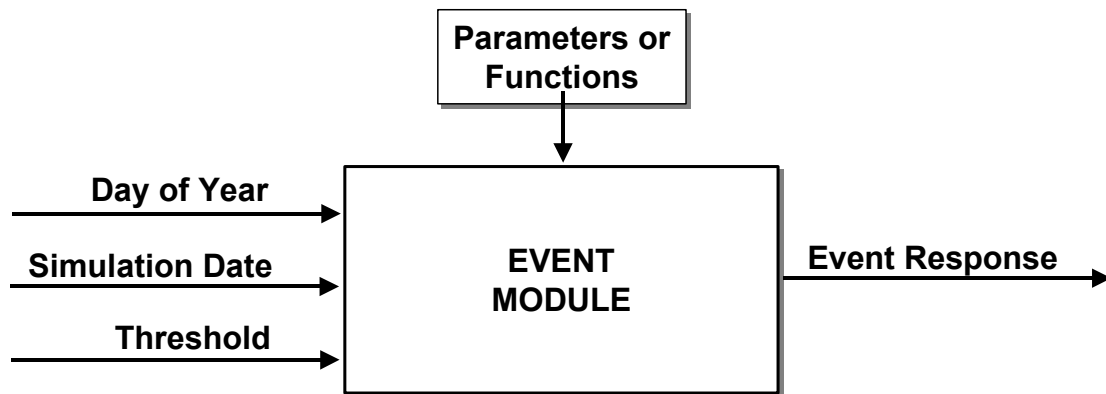 Parameters or
Functions
Day of Year
Simulation Date
Threshold
EVENT
MODULE
Event Response